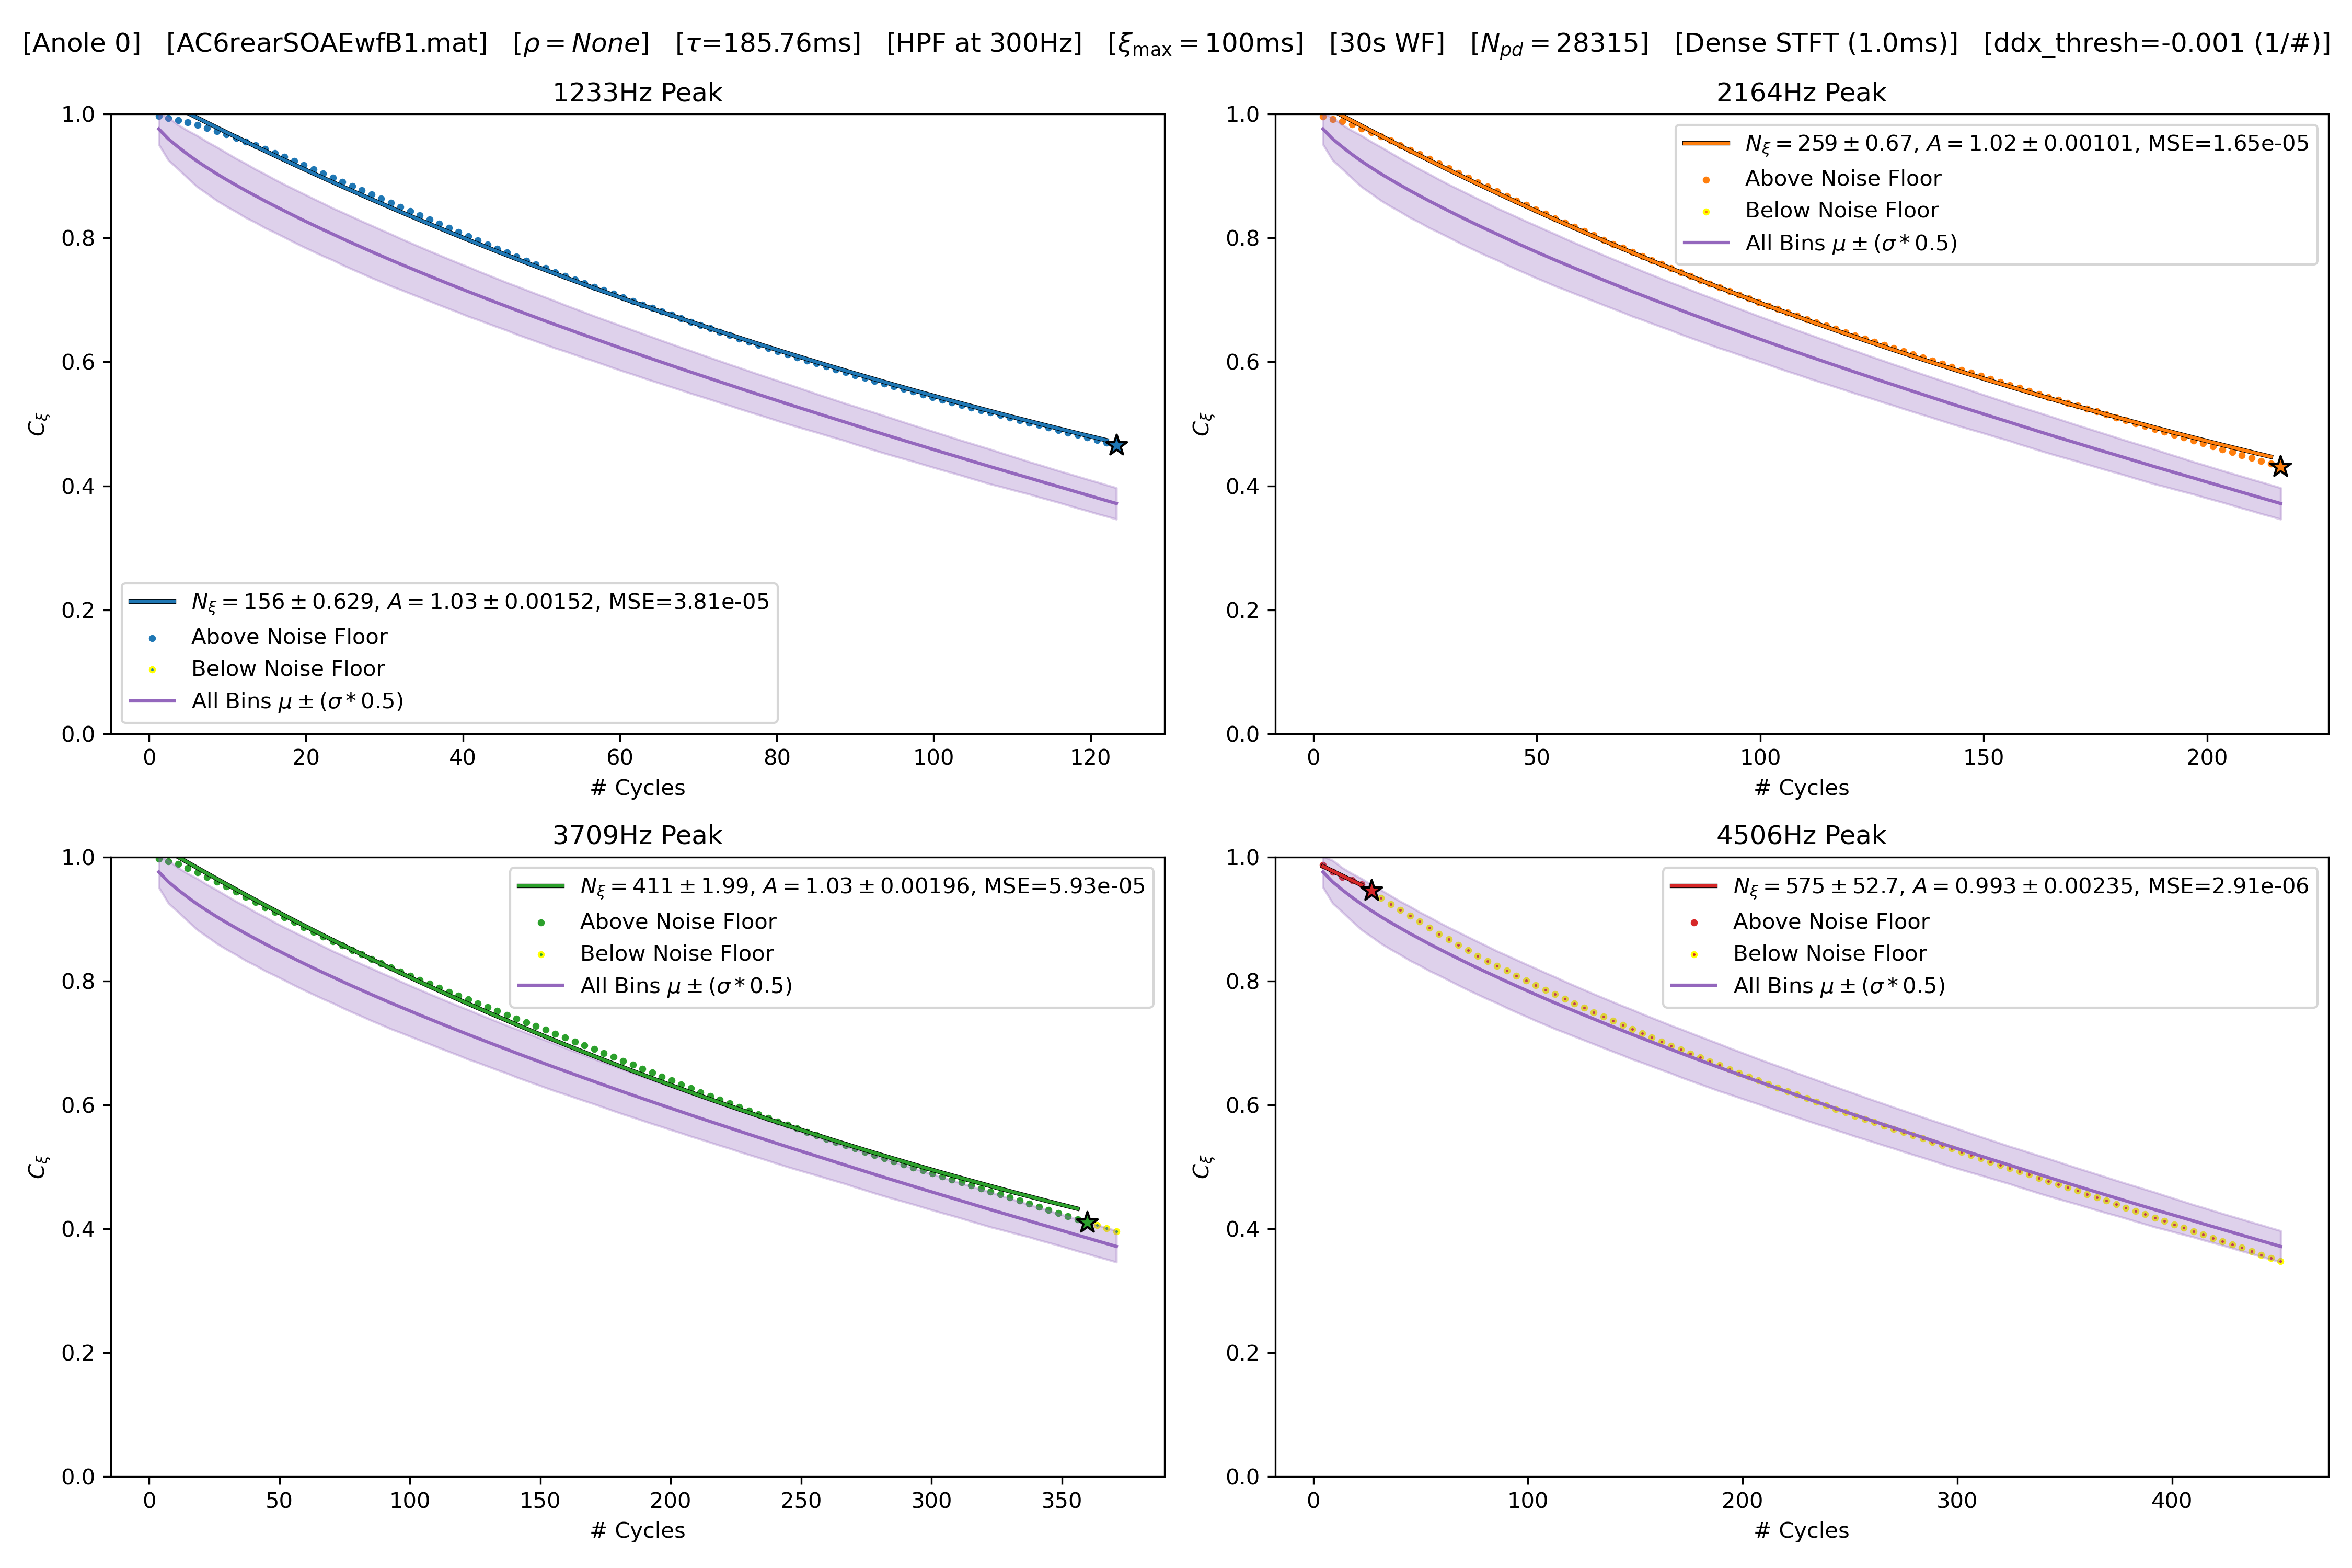 [Anole 0] [AC6rearSOAEwfB1.mat] [ρ = None] [τ=185.76ms] [HPF at 300Hz] [ξmax = 100ms] [30s WF] [Npd = 28315] [Dense STFT (1.0ms)] [ddx_thresh=-0.001 (1/#)]
1233Hz Peak
1.0
0.8
0.6
0.4
0.2
0.0
Cξ
Nξ = 156 ± 0.629, A = 1.03 ± 0.00152, MSE=3.81e-05
Above Noise Floor
Below Noise Floor
All Bins μ ± (σ * 0.5)
0 20 40 60 80 100 120
# Cycles
2164Hz Peak
1.0
0.8
0.6
0.4
0.2
0.0
Cξ
Nξ = 259 ± 0.67, A = 1.02 ± 0.00101, MSE=1.65e-05
Above Noise Floor
Below Noise Floor
All Bins μ ± (σ * 0.5)
0 50 100 150 200
# Cycles
3709Hz Peak
1.0
0.8
0.6
0.4
0.2
0.0
Cξ
Nξ = 411 ± 1.99, A = 1.03 ± 0.00196, MSE=5.93e-05
Above Noise Floor
Below Noise Floor
All Bins μ ± (σ * 0.5)
0 50 100 150 200 250 300 350
# Cycles
4506Hz Peak
1.0
0.8
0.6
0.4
0.2
0.0
Cξ
Nξ = 575 ± 52.7, A = 0.993 ± 0.00235, MSE=2.91e-06
Above Noise Floor
Below Noise Floor
All Bins μ ± (σ * 0.5)
0 100 200 300 400
# Cycles